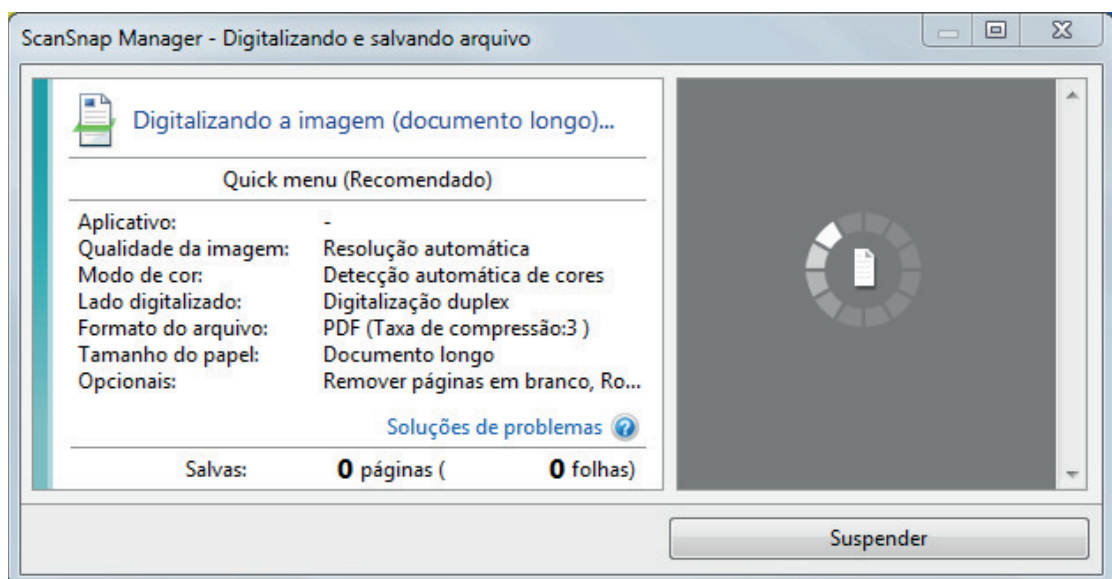 ScanSnap Manager - Digitalizando e salvando arquivo
Digitalizando a imagem (documento longo)...
Quick menu (Recomendado)
Aplicativo: -
Qualidade da imagem: Resolução automática
Modo de cor: Detecção automática de cores
Lado digitalizado: Digitalização duplex
Formato do arquivo: PDF (Taxa de compressão:3 )
Tamanho do papel: Documento longo
Opcionais: Remover páginas em branco, Ro...
Soluções de problemas
Salvas: 0 páginas ( 0 folhas)
Suspender